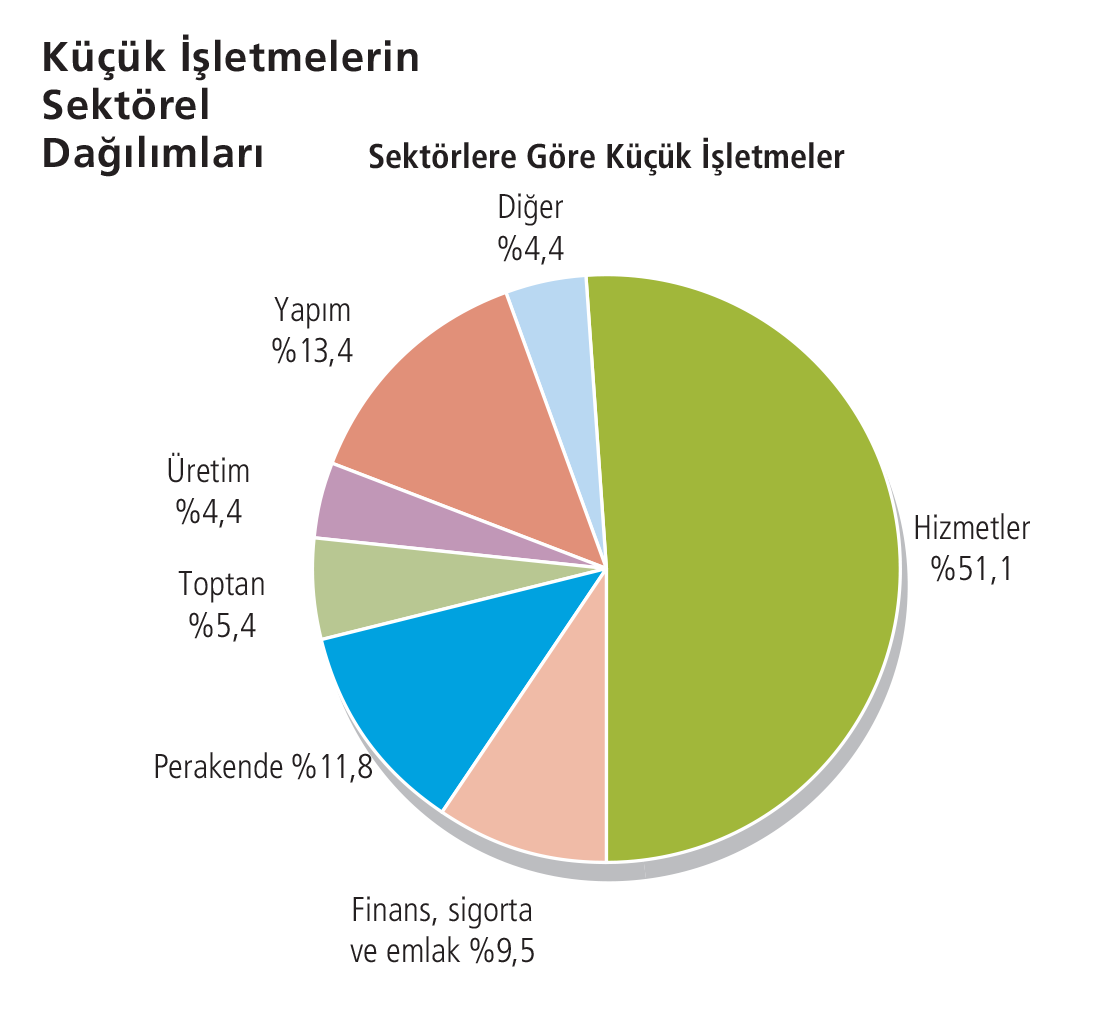 Küçük İşletmelerin
Sektörel
Dağılımları
Sektörlere Göre Küçük İşletmeler
Diğer
%4,4
Yapım
%13,4
Üretim
%4,4
Toptan
%5,4
Hizmetler
%51,1
Perakende %11,8
Finans, sigorta
ve emlak %9,5